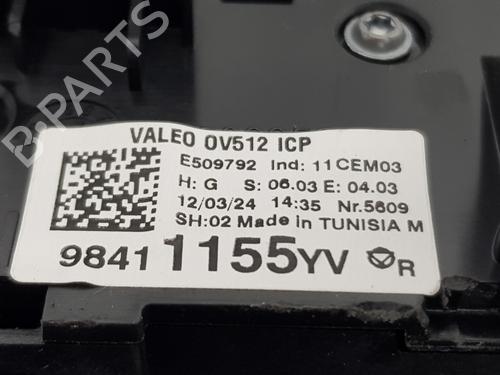 VALEO OV512 ICP
E509792 Ind: 11CEM03
H: G S: 06.03 E: 04.03
12/03/24 14:35 Nr.5609
SH:02 Made in TUNISIA M
9841 1155YV R
B-PARTS